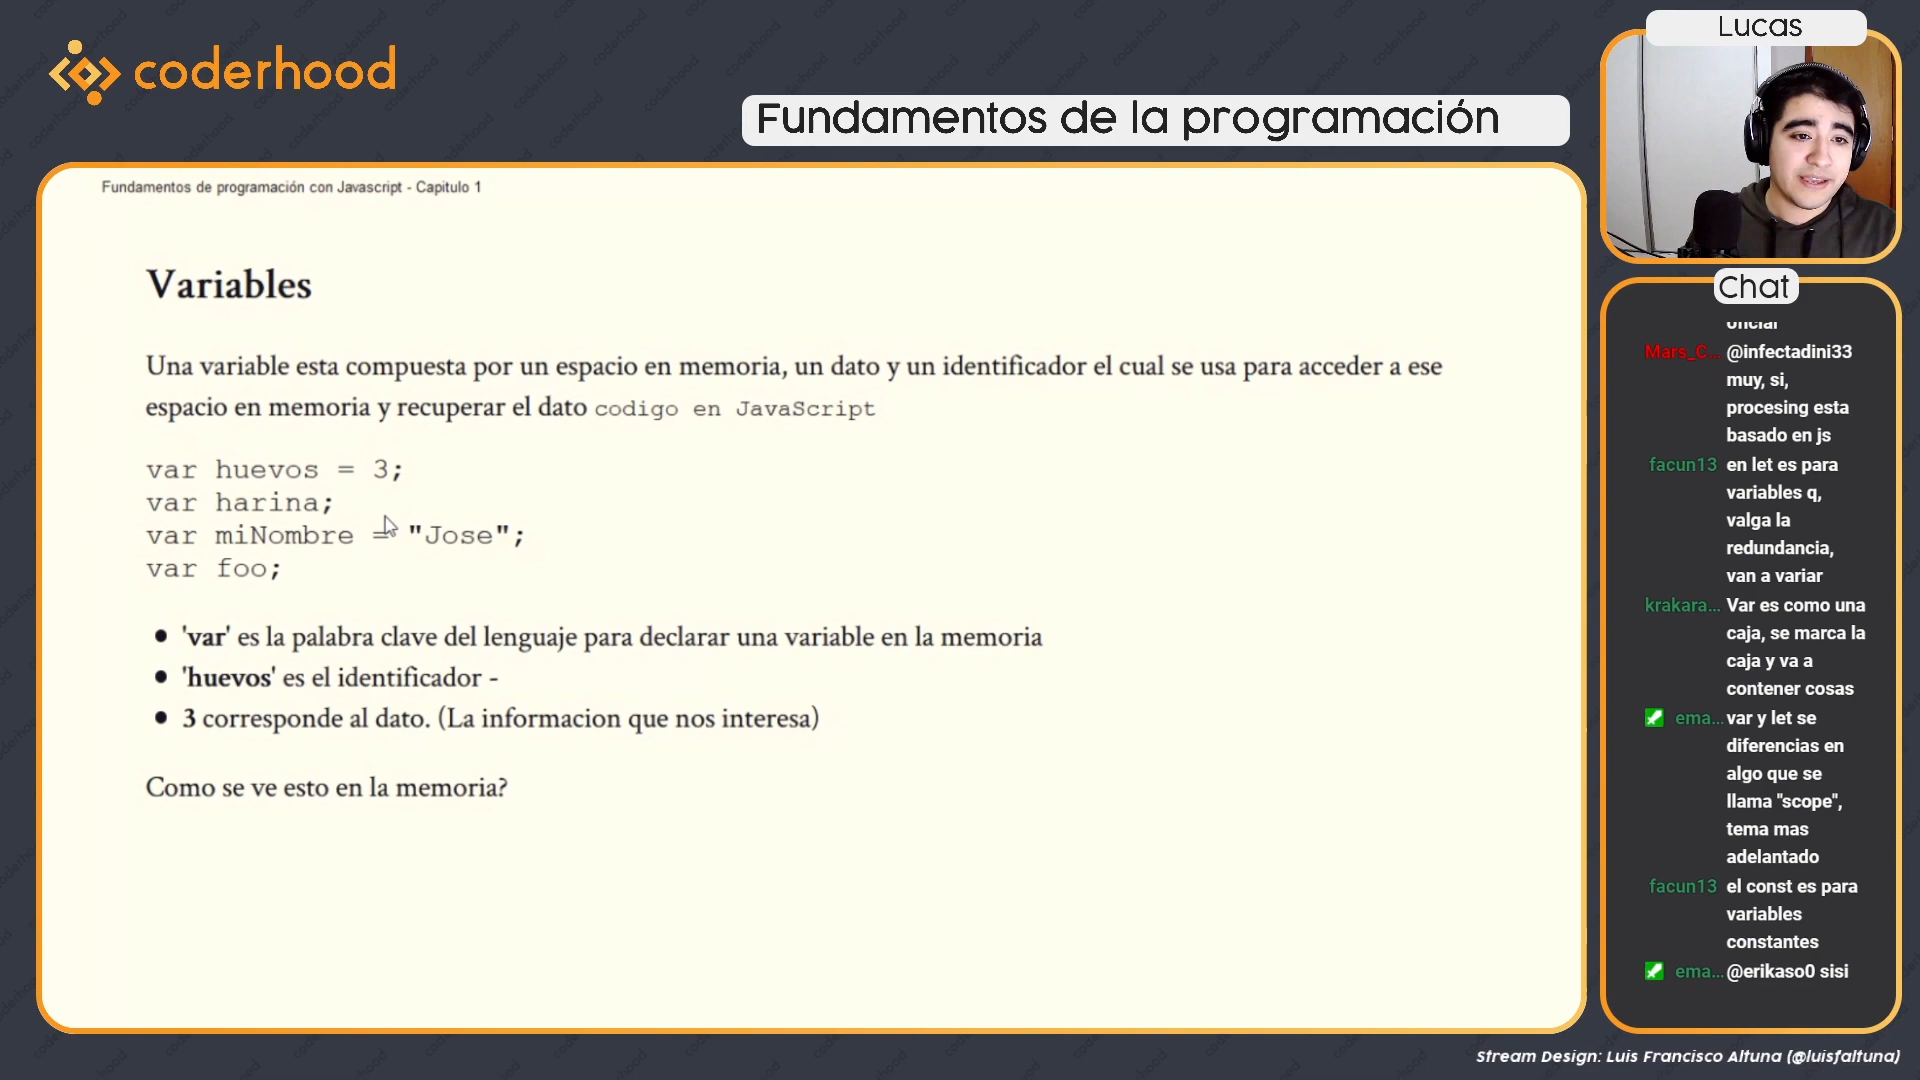 coderhood
Fundamentos de la programación
Fundamentos de programación con Javascript - Capitulo 1
Variables
Una variable esta compuesta por un espacio en memoria, un dato y un identificador el cual se usa para acceder a ese
espacio en memoria y recuperar el dato codigo en JavaScript
var huevos = 3;
var harina;
var miNombre = "Jose";
var foo;
• 'var' es la palabra clave del lenguaje para declarar una variable en la memoria
• 'huevos' es el identificador -
• 3 corresponde al dato. (La informacion que nos interesa)
Como se ve esto en la memoria?
Lucas
Chat
oficial
Mars_C... @infectadini33
muy, si,
procesing esta
basado en js
facun13 en let es para
variables q,
valga la
redundancia,
van a variar
krakara... Var es como una
caja, se marca la
caja y va a
contener cosas
ema... var y let se
diferencias en
algo que se
llama "scope",
tema mas
adelantado
facun13 el const es para
variables
constantes
ema... @erikaso0 sisi
Stream Design: Luis Francisco Altuna (@luisfaltuna)